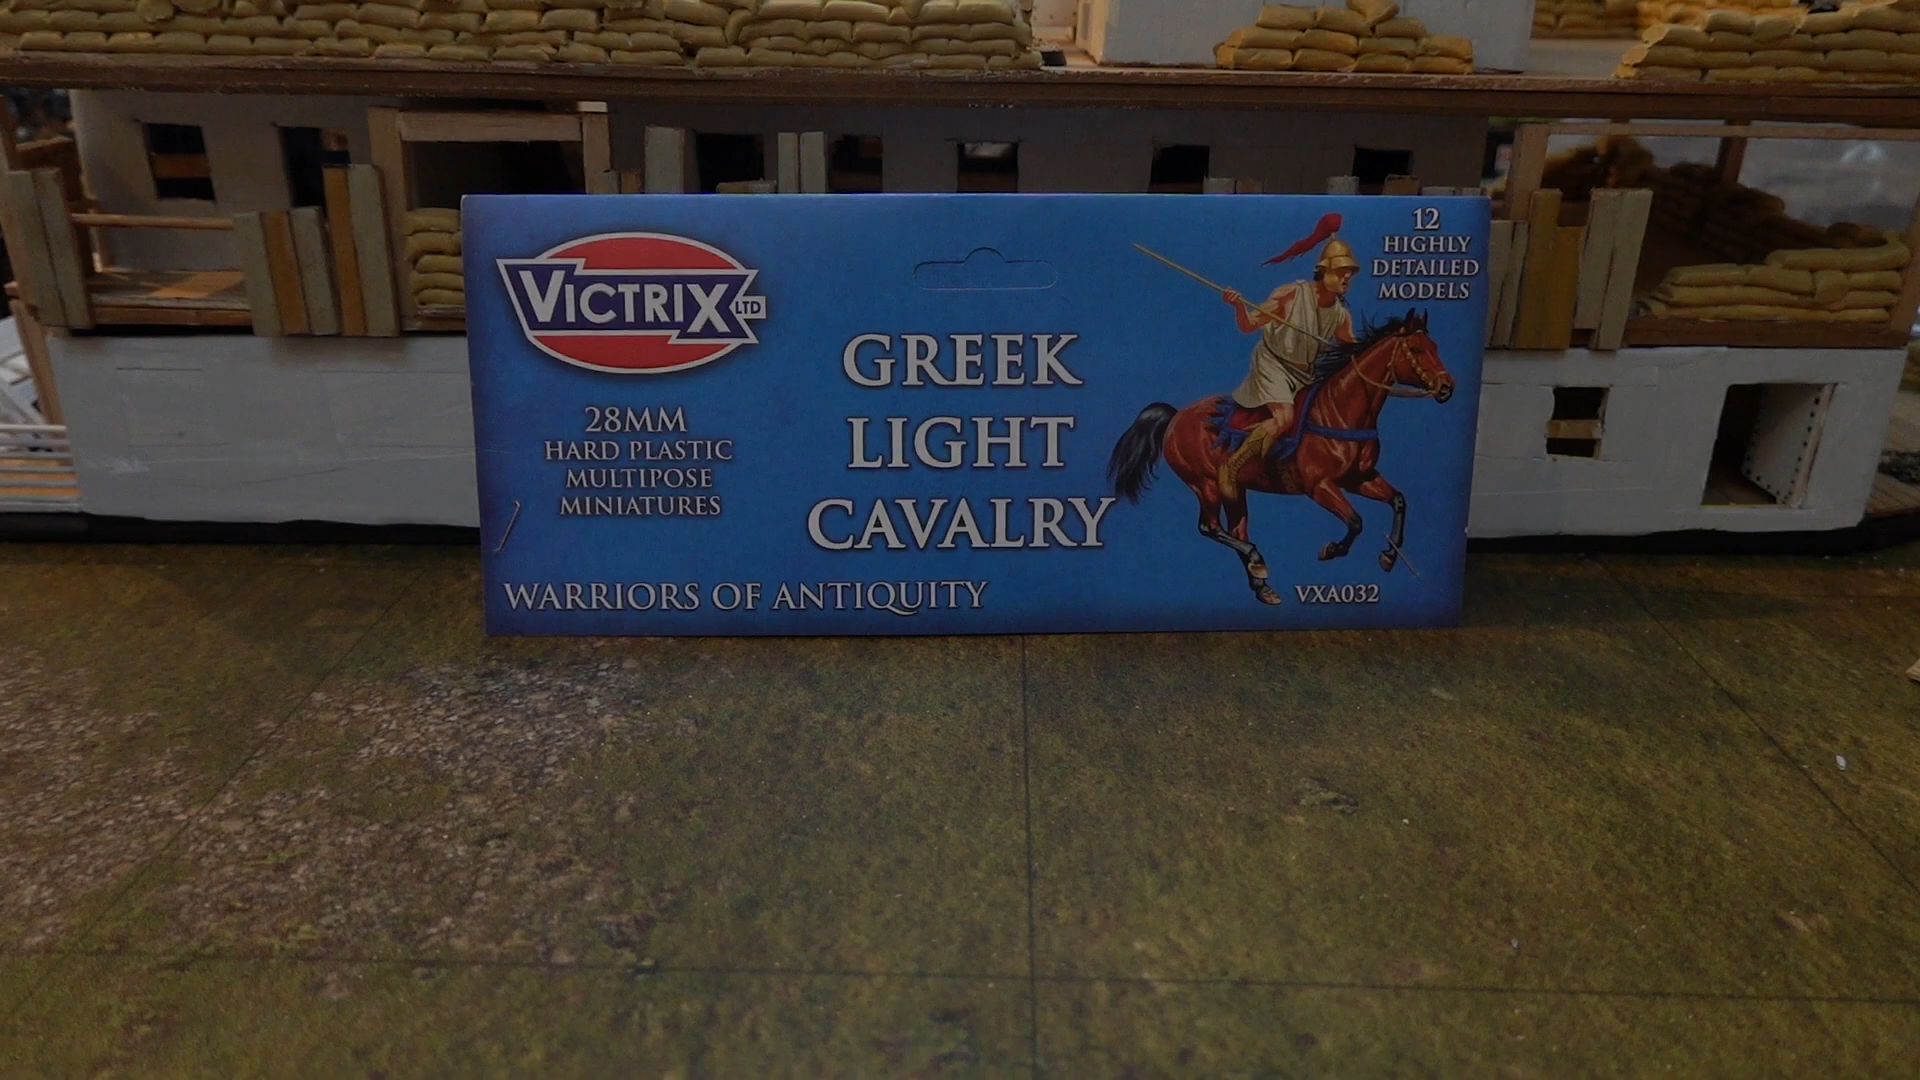 VICTRIX LTD
28MM
HARD PLASTIC
MULTIPOSE
MINIATURES
GREEK
LIGHT
CAVALRY
12
HIGHLY
DETAILED
MODELS
WARRIORS OF ANTIQUITY
VXA032